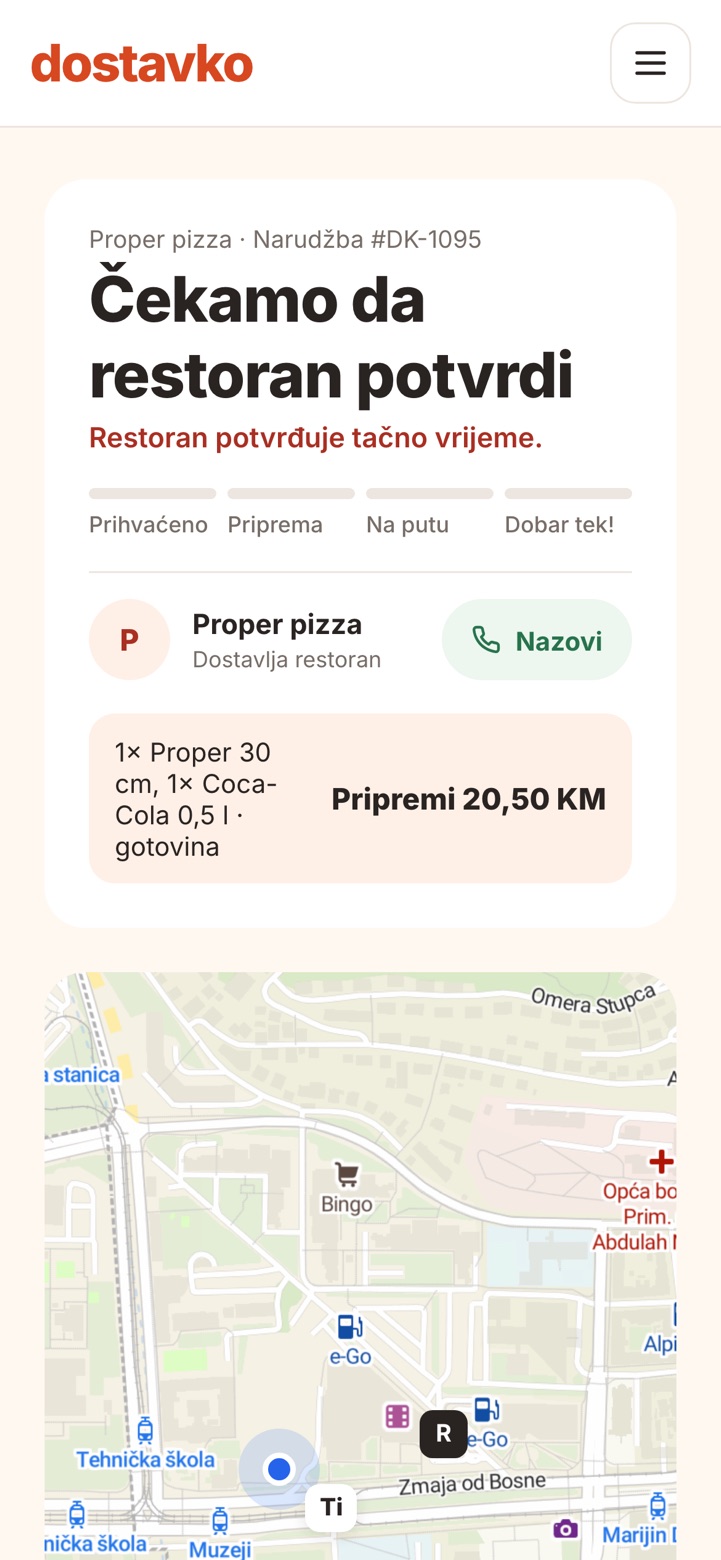 dostavko
Proper pizza · Narudžba #DK-1095
Čekamo da
restoran potvrdi
Restoran potvrđuje tačno vrijeme.
Prihvaćeno Priprema Na putu Dobar tek!
P
Proper pizza
Dostavlja restoran
Nazovi
1× Proper 30
cm, 1× Coca-
Cola 0,5 l ·
gotovina
Pripremi 20,50 KM
Omera Stupca
stanica
Bingo
Opća bo
Prim.
Abdulah
e-Go
Alpi
R
e-Go
Tehnička škola
Zmaja od Bosne
Ti
nička škola
Muzeji
Marijin